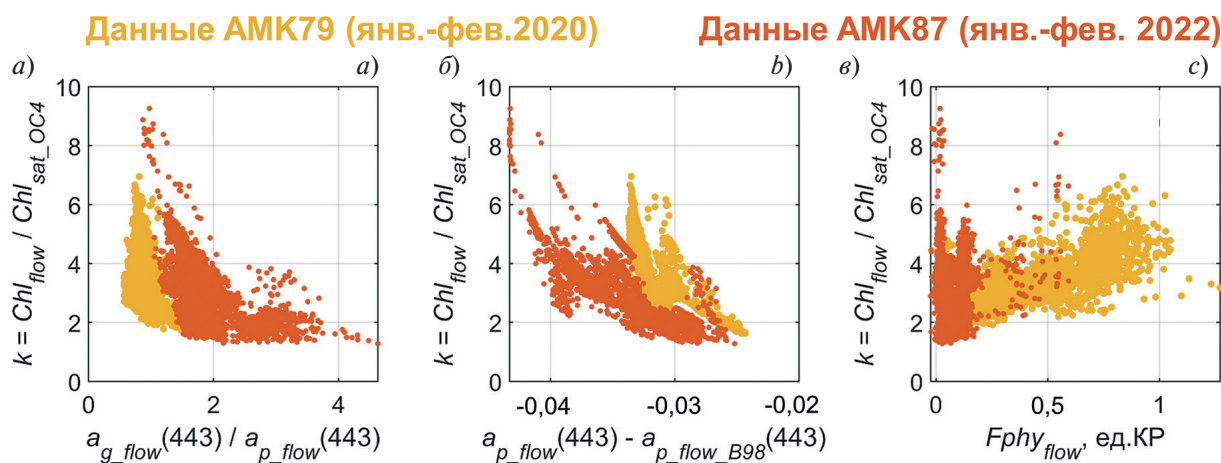 Данные АМК79 (янв.-фев.2020)
Данные АМК87 (янв.-фев. 2022)
а) а) б) b) в) c)
10
8
6
4
2
0
k = Chl_flow / Chl_sat_OC4
0 2 4
a_g_flow(443) / a_p_flow(443)
10
8
6
4
2
0
k = Chl_flow / Chl_sat_OC4
-0,04 -0,03 -0,02
a_p_flow(443) - a_p_flow_B98(443)
10
8
6
4
2
0
k = Chl_flow / Chl_sat_OC4
0 0,5 1
Fphy_flow, ед.КР